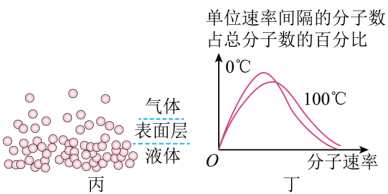 单位速率间隔的分子数
占总分子数的百分比
0℃
100℃
气体
表面层
液体
O
分子速率
丙
丁